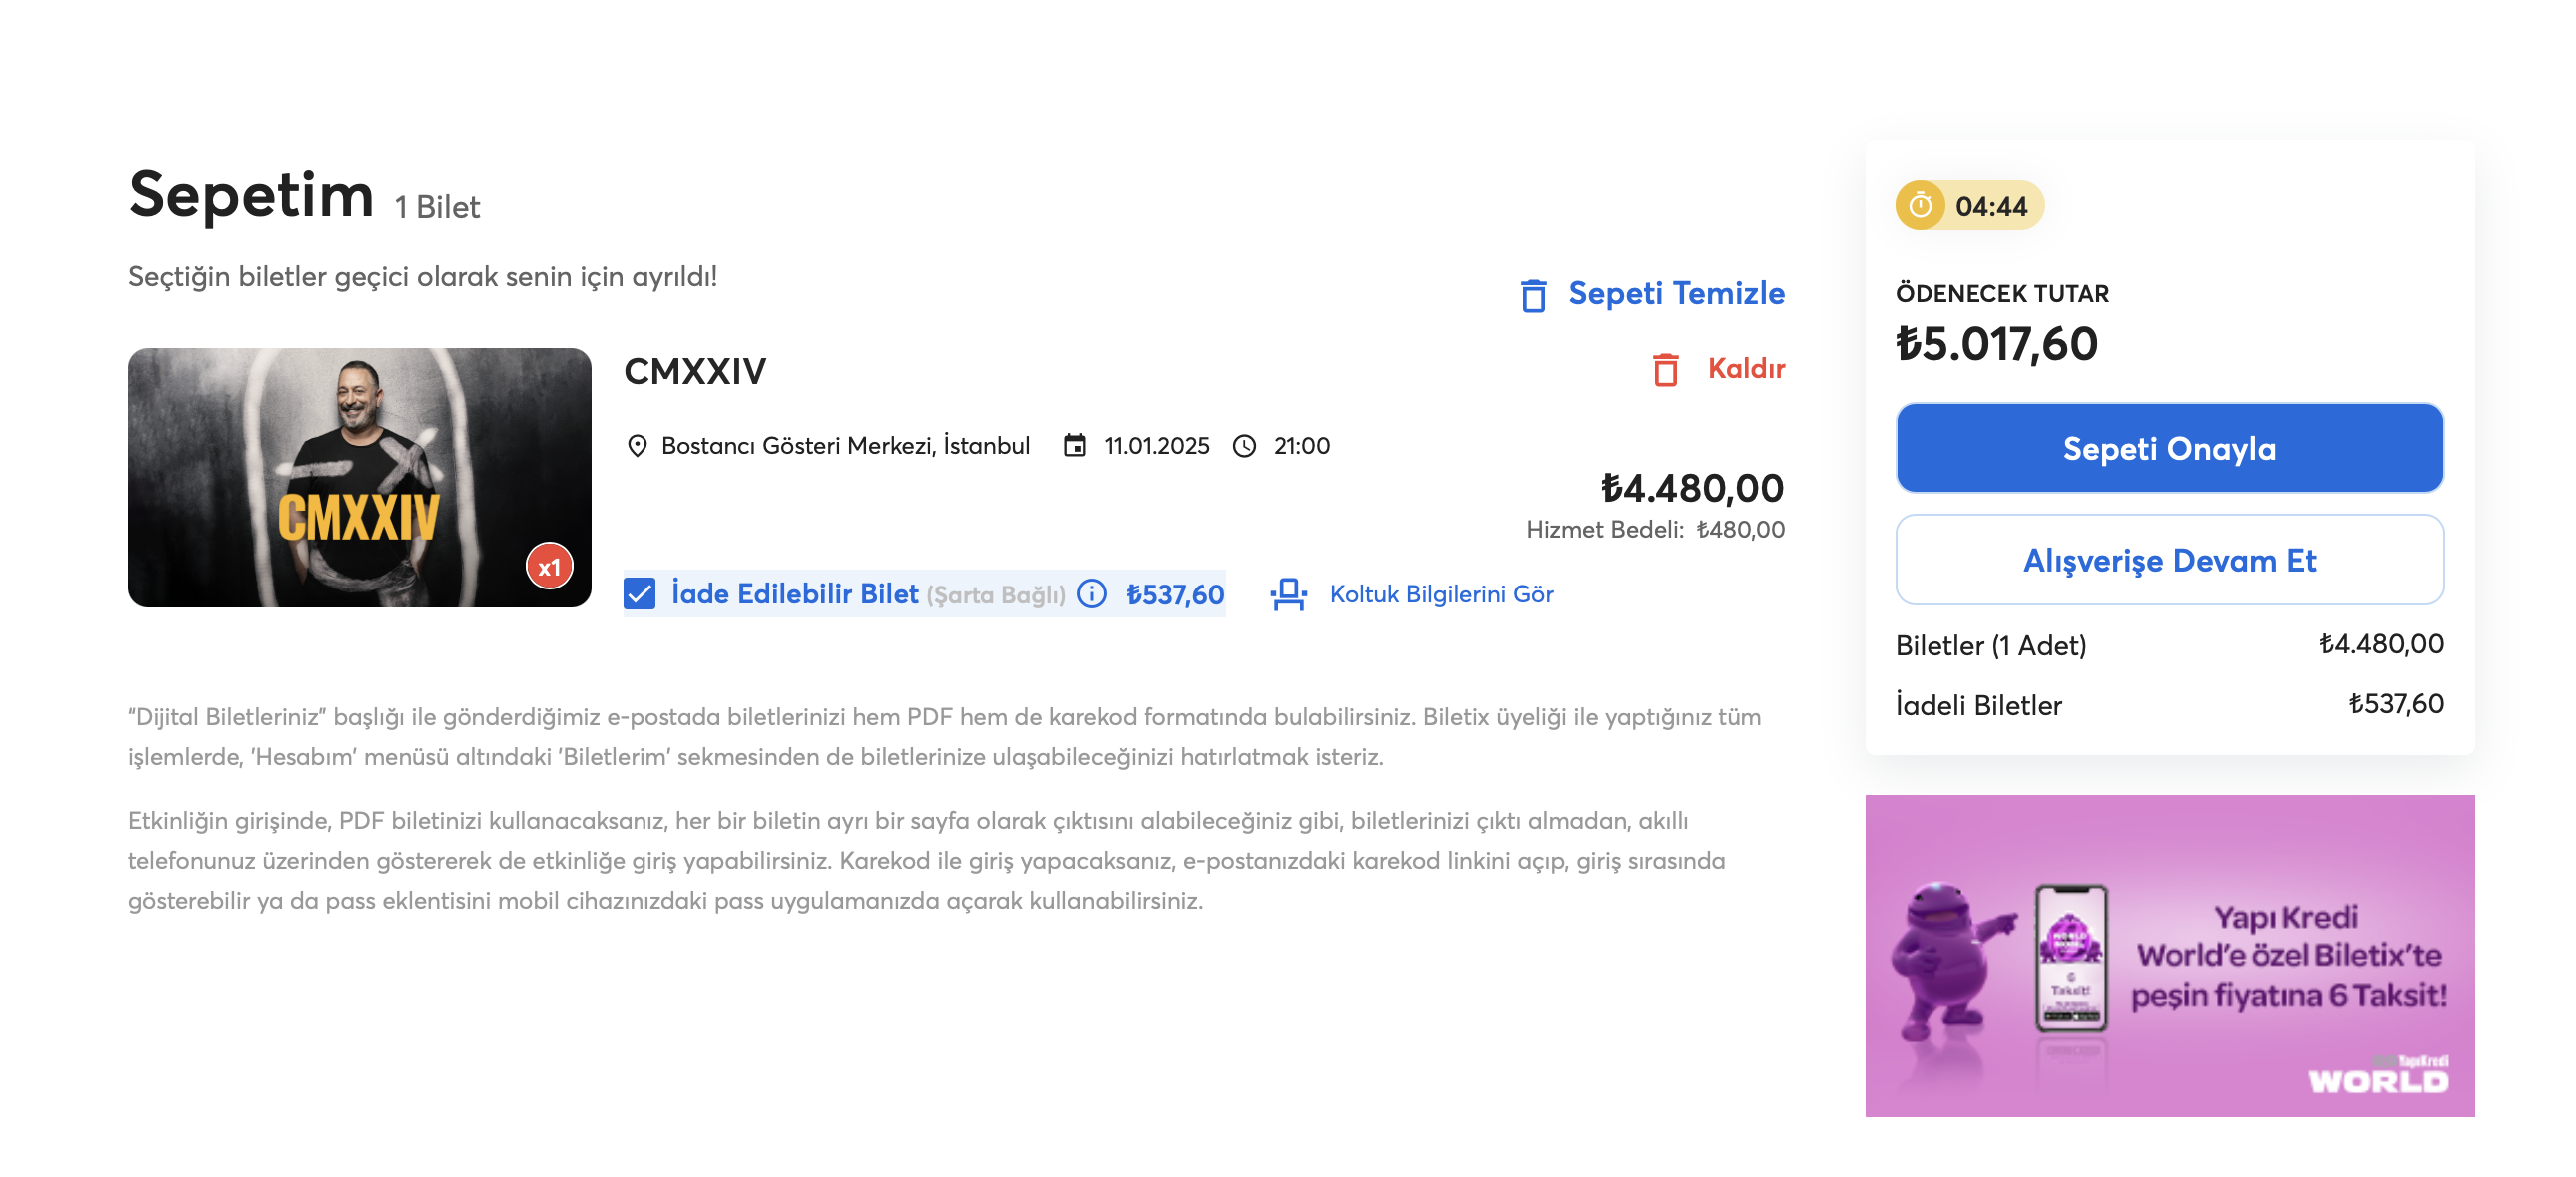 Sepetim 1 Bilet
Seçtiğin biletler geçici olarak senin için ayrıldı!
Sepeti Temizle
CMXXIV
x1
CMXXIV
Kaldır
Bostancı Gösteri Merkezi, İstanbul 11.01.2025 21:00
₺4.480,00
Hizmet Bedeli: ₺480,00
İade Edilebilir Bilet (Şarta Bağlı) ₺537,60
Koltuk Bilgilerini Gör
“Dijital Biletleriniz” başlığı ile gönderdiğimiz e-postada biletlerinizi hem PDF hem de karekod formatında bulabilirsiniz. Biletix üyeliği ile yaptığınız tüm
işlemlerde, 'Hesabım' menüsü altındaki 'Biletlerim' sekmesinden de biletlerinize ulaşabileceğinizi hatırlatmak isteriz.
Etkinliğin girişinde, PDF biletinizi kullanacaksanız, her bir biletin ayrı bir sayfa olarak çıktısını alabileceğiniz gibi, biletlerinizi çıktı almadan, akıllı
telefonunuz üzerinden göstererek de etkinliğe giriş yapabilirsiniz. Karekod ile giriş yapacaksanız, e-postanızdaki karekod linkini açıp, giriş sırasında
gösterebilir ya da pass eklentisini mobil cihazınızdaki pass uygulamanızda açarak kullanabilirsiniz.
04:44
ÖDENECEK TUTAR
₺5.017,60
Sepeti Onayla
Alışverişe Devam Et
Biletler (1 Adet) ₺4.480,00
İadeli Biletler ₺537,60
Yapı Kredi
World'e özel Biletix'te
peşin fiyatına 6 Taksit!
6
Taksit!
YapıKredi
WORLD